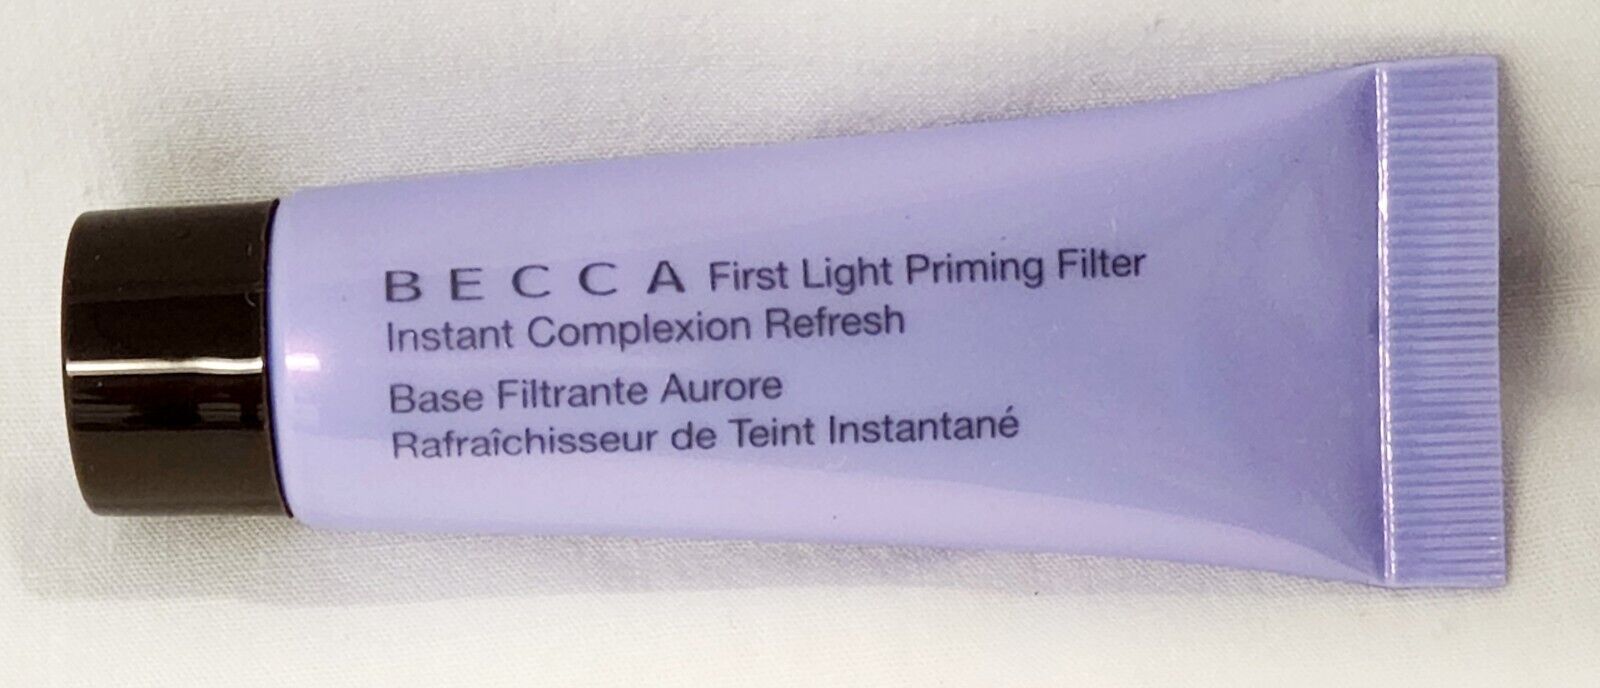 BECCA First Light Priming Filter
Instant Complexion Refresh
Base Filtrante Aurore
Rafraîchisseur de Teint Instantané